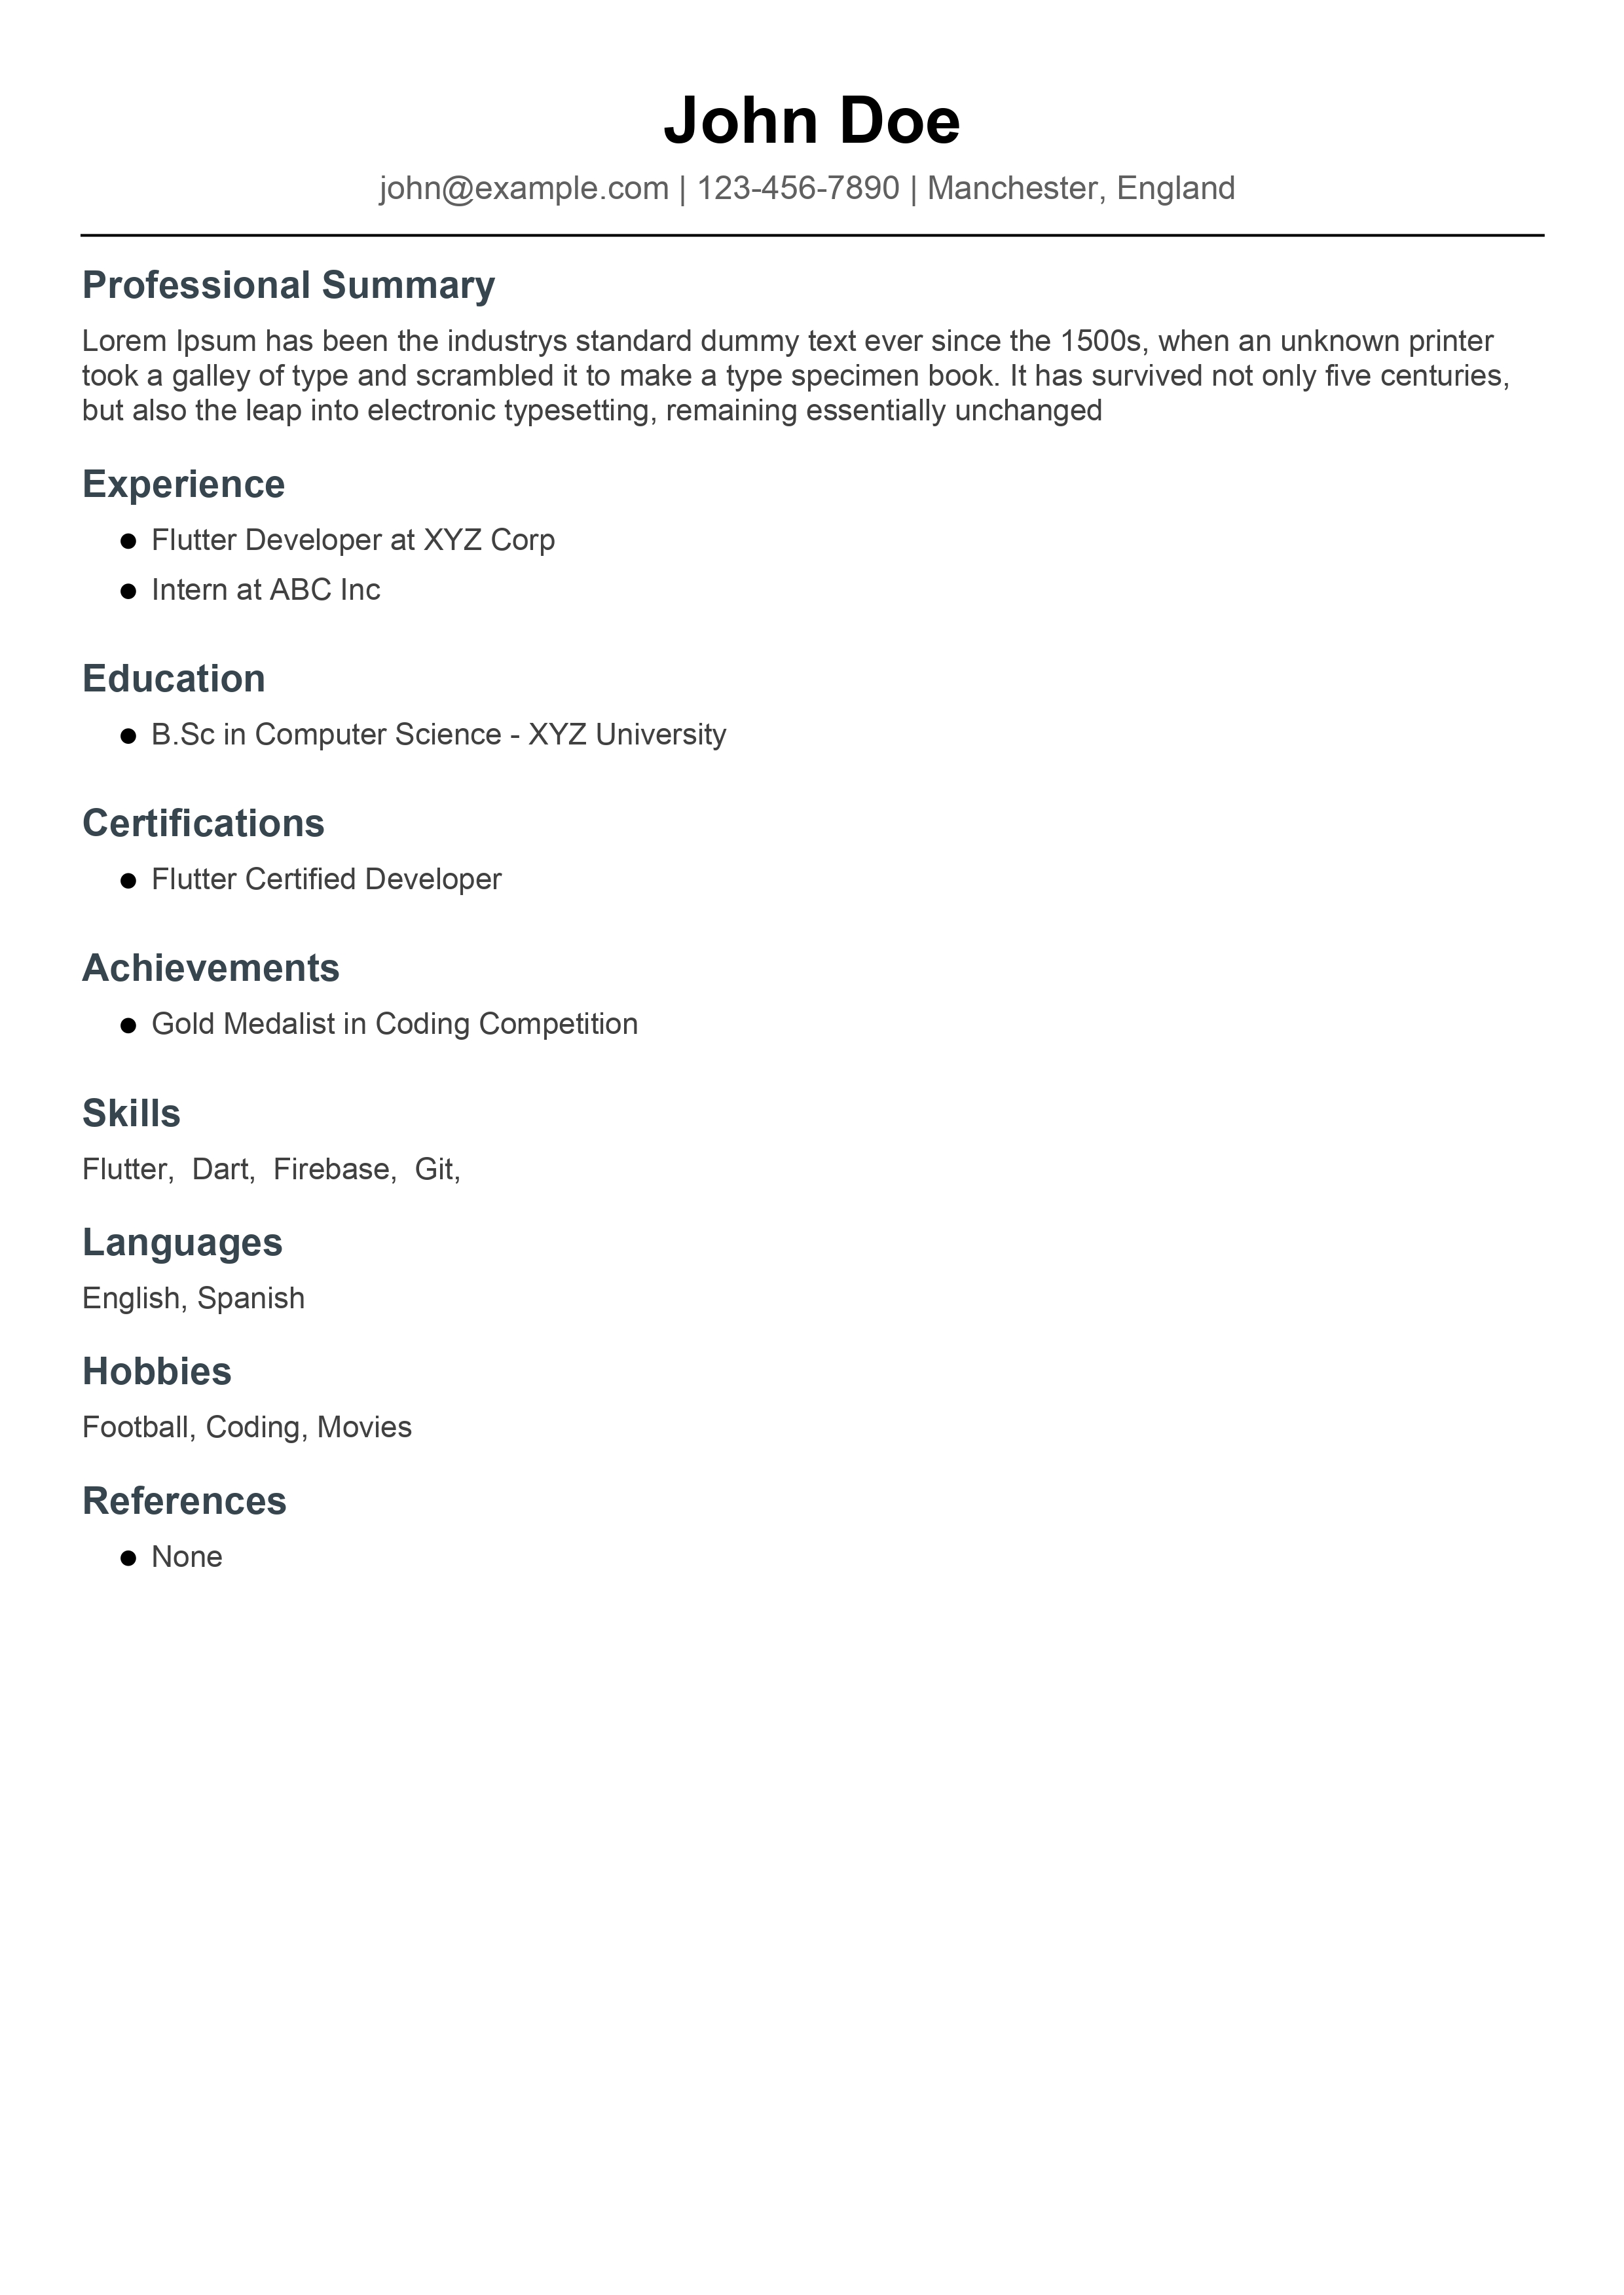 John Doe
john@example.com | 123-456-7890 | Manchester, England
Professional Summary
Lorem Ipsum has been the industrys standard dummy text ever since the 1500s, when an unknown printer
took a galley of type and scrambled it to make a type specimen book. It has survived not only five centuries,
but also the leap into electronic typesetting, remaining essentially unchanged
Experience
● Flutter Developer at XYZ Corp
● Intern at ABC Inc
Education
● B.Sc in Computer Science - XYZ University
Certifications
● Flutter Certified Developer
Achievements
● Gold Medalist in Coding Competition
Skills
Flutter,  Dart,  Firebase,  Git,
Languages
English, Spanish
Hobbies
Football, Coding, Movies
References
● None